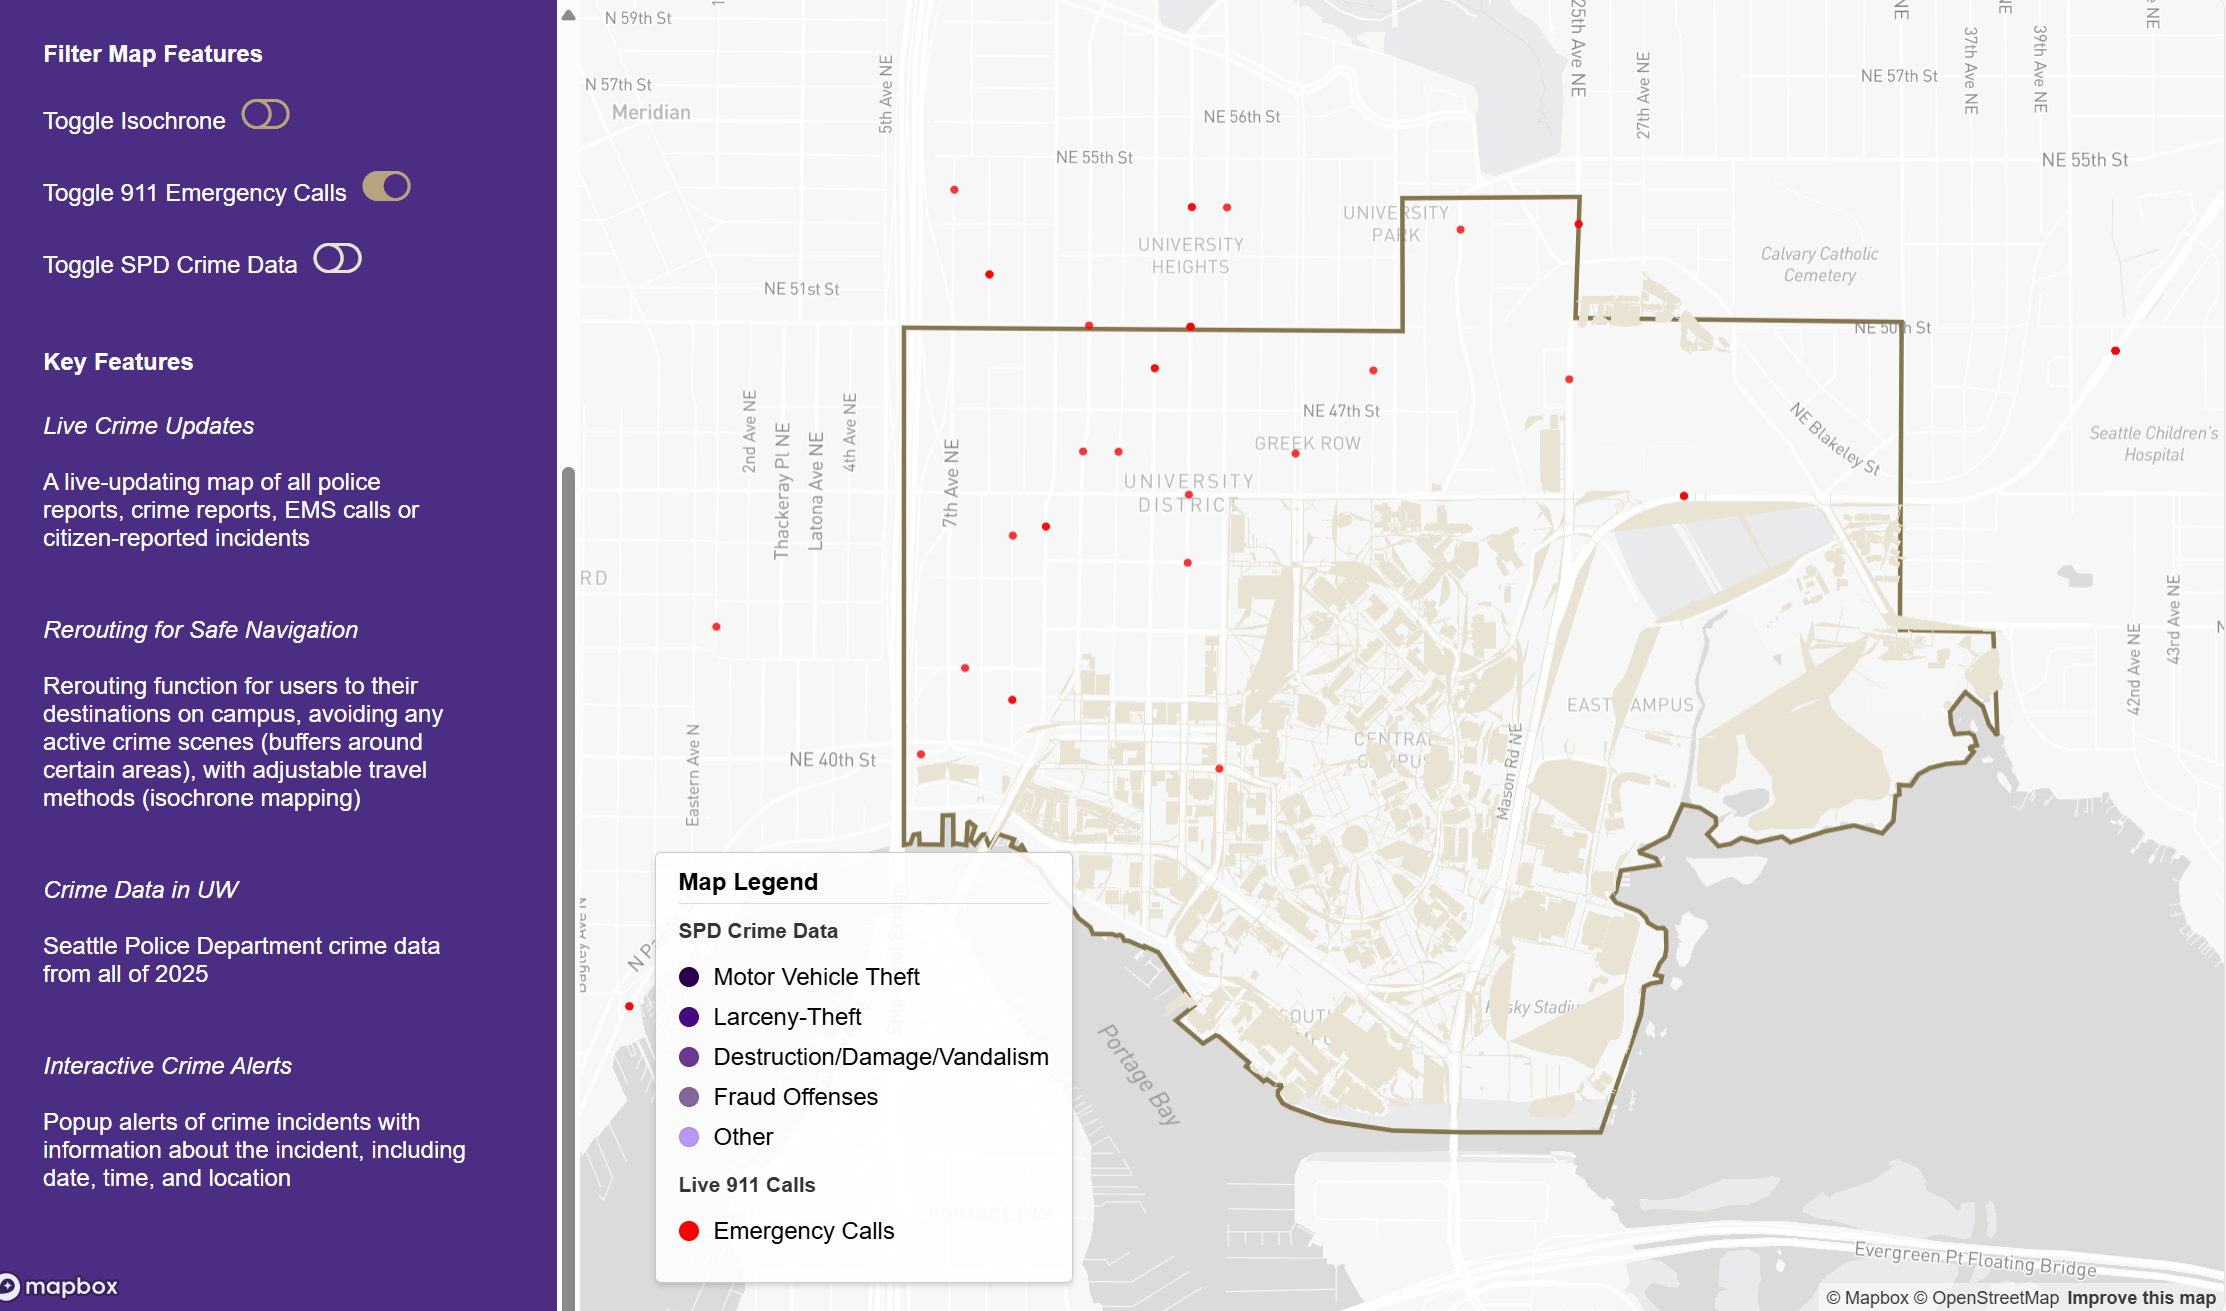 Filter Map Features
Toggle Isochrone
Toggle 911 Emergency Calls
Toggle SPD Crime Data
Key Features
Live Crime Updates
A live-updating map of all police
reports, crime reports, EMS calls or
citizen-reported incidents
Rerouting for Safe Navigation
Rerouting function for users to their
destinations on campus, avoiding any
active crime scenes (buffers around
certain areas), with adjustable travel
methods (isochrone mapping)
Crime Data in UW
Seattle Police Department crime data
from all of 2025
Interactive Crime Alerts
Popup alerts of crime incidents with
information about the incident, including
date, time, and location
mapbox
N 59th St
N 57th St
Meridian
5th Ave NE
NE 56th St
NE 55th St
25th Ave NE
27th Ave NE
NE
37th Ave NE
39th Ave NE
NE
NE 57th St
NE 55th St
UNIVERSITY
PARK
UNIVERSITY
HEIGHTS
Calvary Catholic
Cemetery
NE 51st St
NE 50th St
2nd Ave NE
Thackeray Pl NE
Latona Ave NE
4th Ave NE
7th Ave NE
NE 47th St
GREEK ROW
UNIVERSITY
DISTRICT
NE Blakeley St
Seattle Children's
Hospital
RD
Eastern Ave N
NE 40th St
CENTRAL
CAMPUS
Mason Rd NE
EAST CAMPUS
42nd Ave NE
43rd Ave NE
Husky Stadium
Portage Bay
PORTAGE BAY
Evergreen Pt Floating Bridge
Map Legend
SPD Crime Data
Motor Vehicle Theft
Larceny-Theft
Destruction/Damage/Vandalism
Fraud Offenses
Other
Live 911 Calls
Emergency Calls
© Mapbox © OpenStreetMap Improve this map